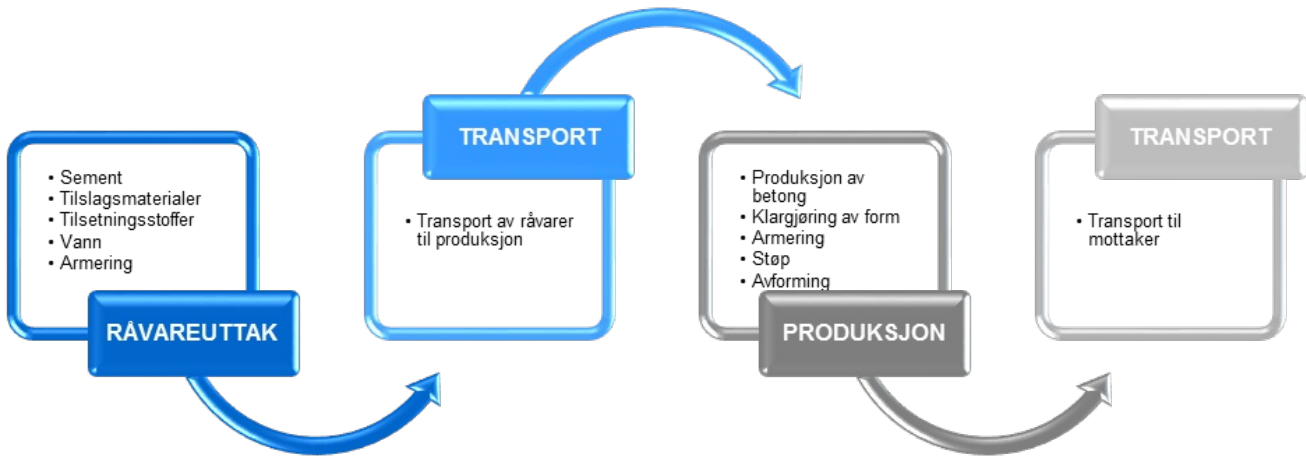 • Sement
• Tilslagsmaterialer
• Tilsetningsstoffer
• Vann
• Armering
RÅVAREUTTAK
TRANSPORT
• Transport av råvarer
til produksjon
• Produksjon av
betong
• Klargjøring av form
• Armering
• Støp
• Avforming
PRODUKSJON
TRANSPORT
• Transport til
mottaker